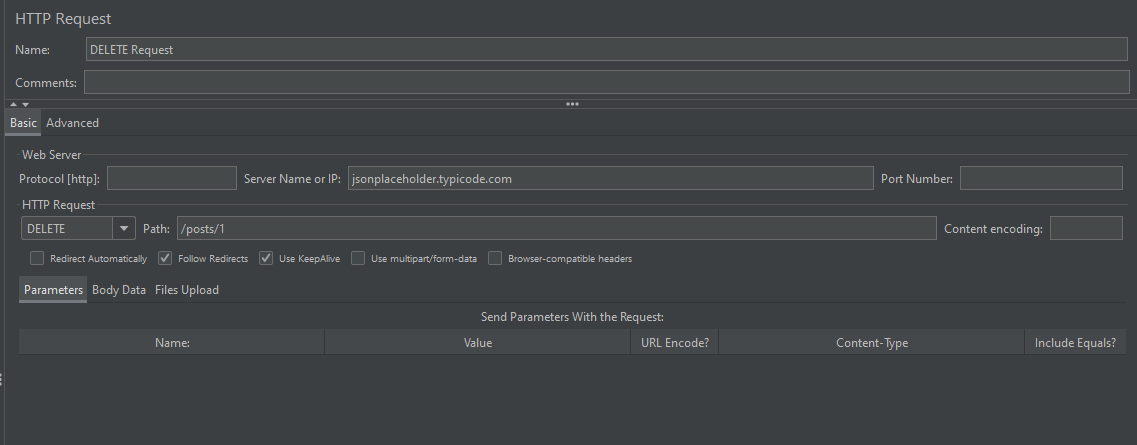 HTTP Request
Name: DELETE Request
Comments:
Basic Advanced
Web Server
Protocol [http]: Server Name or IP: jsonplaceholder.typicode.com Port Number:
HTTP Request
DELETE Path: /posts/1 Content encoding:
Redirect Automatically Follow Redirects Use KeepAlive Use multipart/form-data Browser-compatible headers
Parameters Body Data Files Upload
Send Parameters With the Request:
Name: Value URL Encode? Content-Type Include Equals?